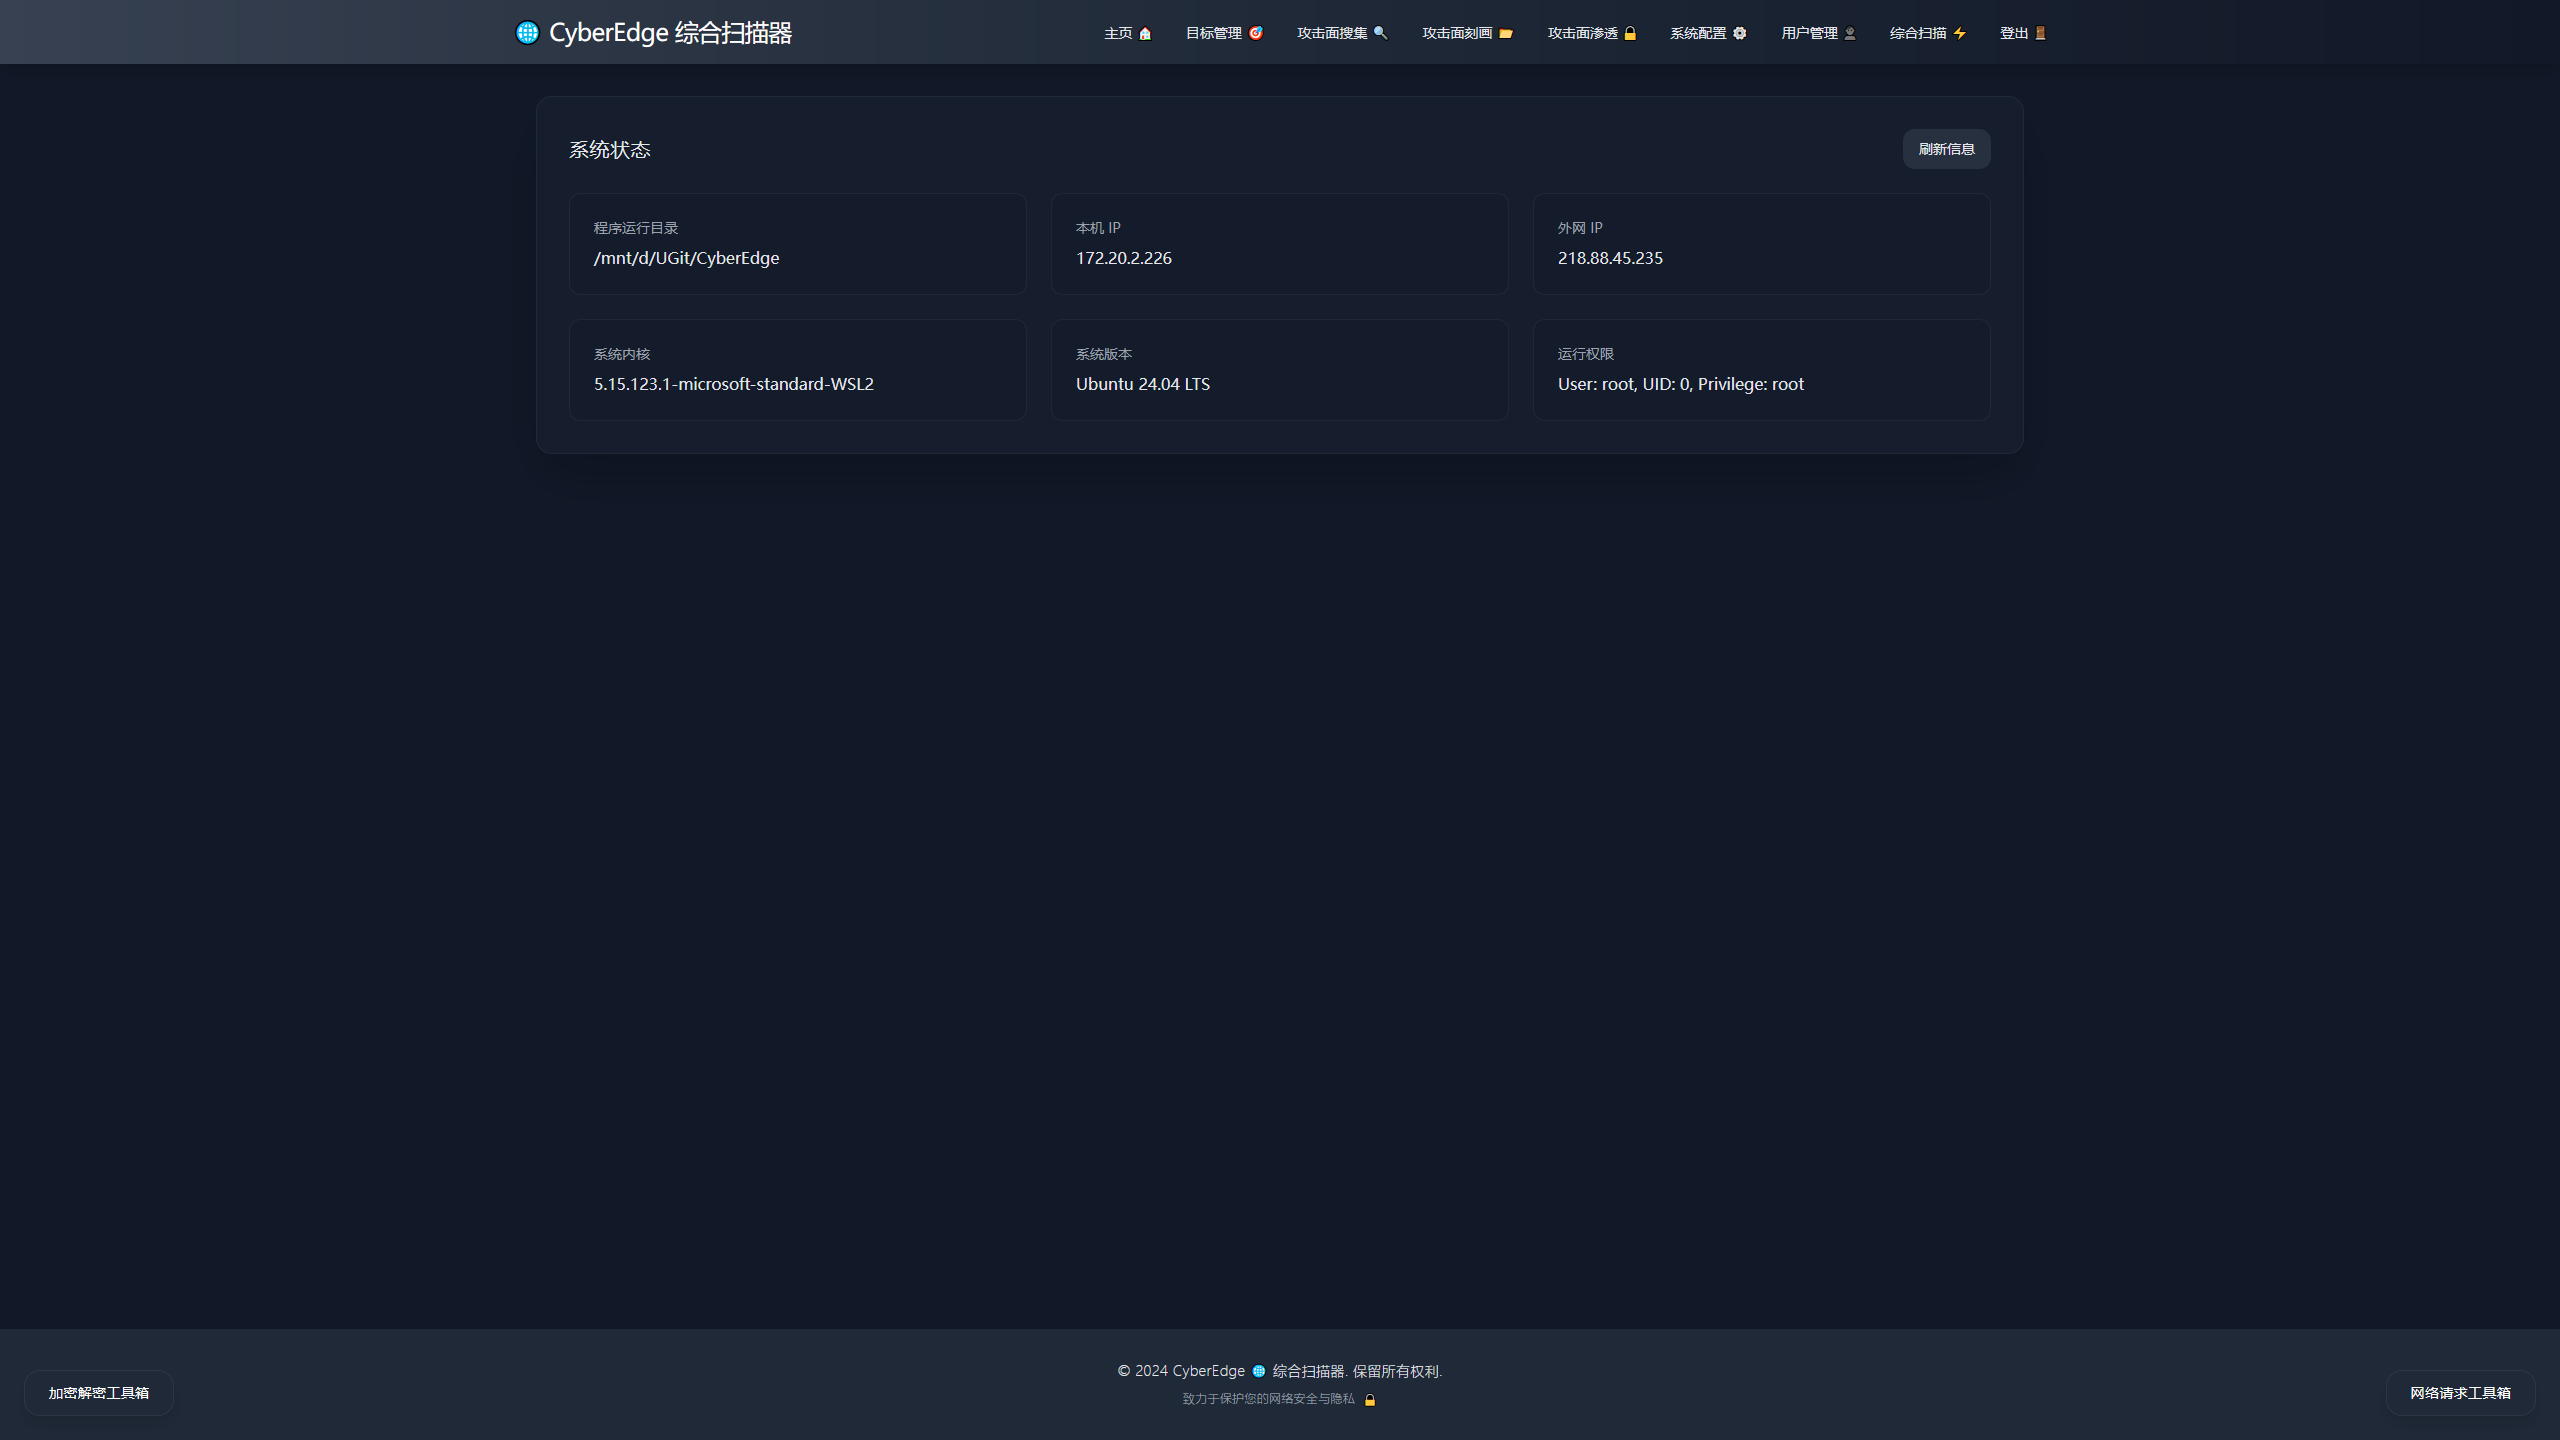 🌐 CyberEdge 综合扫描器
主页 🏠 目标管理 🎯 攻击面搜集 🔍 攻击面刻画 📂 攻击面渗透 🔒 系统配置 ⚙️ 用户管理 👤 综合扫描 ⚡ 登出 🚪
系统状态
刷新信息
程序运行目录
/mnt/d/UGit/CyberEdge
本机 IP
172.20.2.226
外网 IP
218.88.45.235
系统内核
5.15.123.1-microsoft-standard-WSL2
系统版本
Ubuntu 24.04 LTS
运行权限
User: root, UID: 0, Privilege: root
© 2024 CyberEdge 🌐 综合扫描器. 保留所有权利.
致力于保护您的网络安全与隐私 🔒
加密解密工具箱
网络请求工具箱